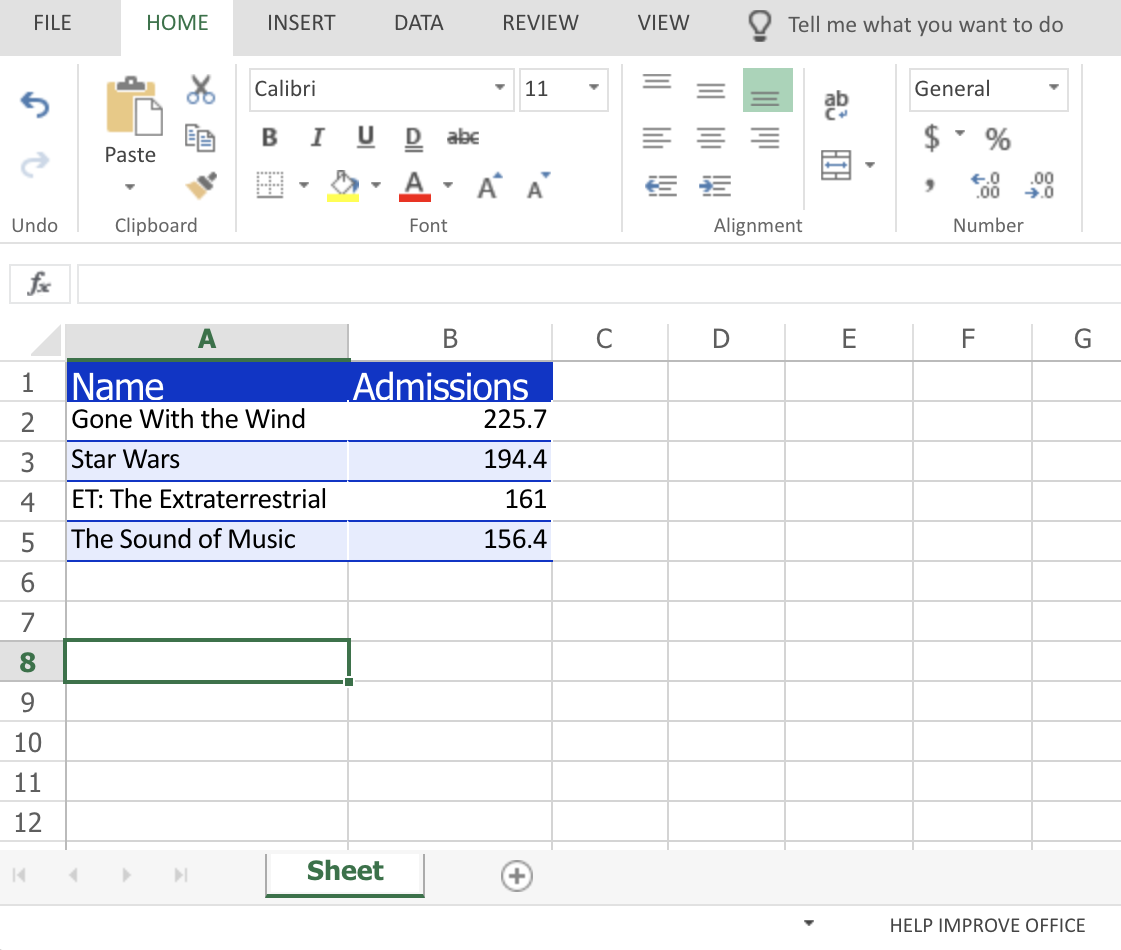 FILE HOME INSERT DATA REVIEW VIEW Tell me what you want to do
Calibri 11 General
ab
c
B I U D abc $ %
Paste
A A A , .0 .00 .00 .0
Undo Clipboard Font Alignment Number
fx
A B C D E F G
1 Name Admissions
2 Gone With the Wind 225.7
3 Star Wars 194.4
4 ET: The Extraterrestrial 161
5 The Sound of Music 156.4
6
7
8
9
10
11
12
Sheet
HELP IMPROVE OFFICE